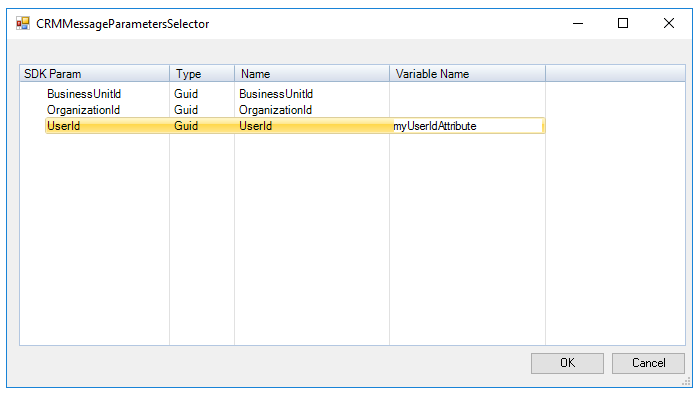 CRMMessageParametersSelector
SDK Param Type Name Variable Name
BusinessUnitId Guid BusinessUnitId
OrganizationId Guid OrganizationId
UserId Guid UserId myUserIdAttribute
OK Cancel